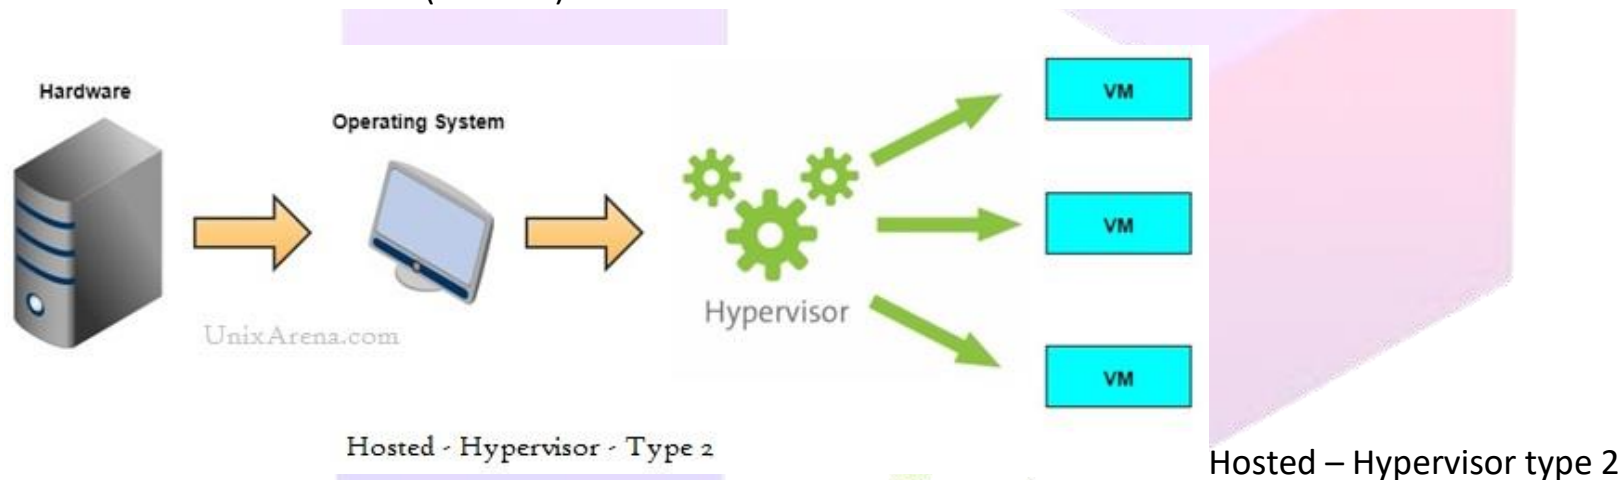 Hardware
Operating System
VM
VM
Hypervisor
UnixArena.com
VM
Hosted - Hypervisor - Type 2
Hosted – Hypervisor type 2